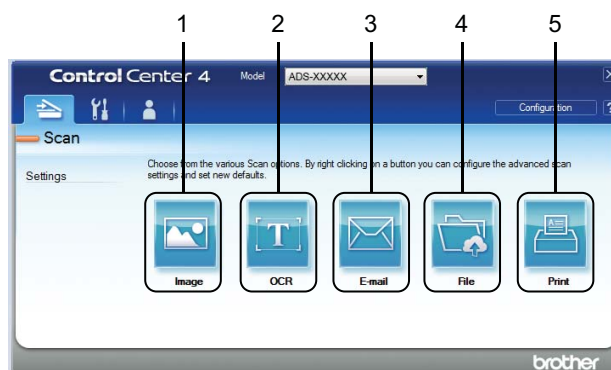 1 2 3 4 5
Control Center 4 Model ADS-XXXXX
Configuration ?
Scan
Settings
Choose from the various Scan options. By right clicking on a button you can configure the advanced scan
settings and set new defaults.
T A
Image OCR E-mail File Print
brother